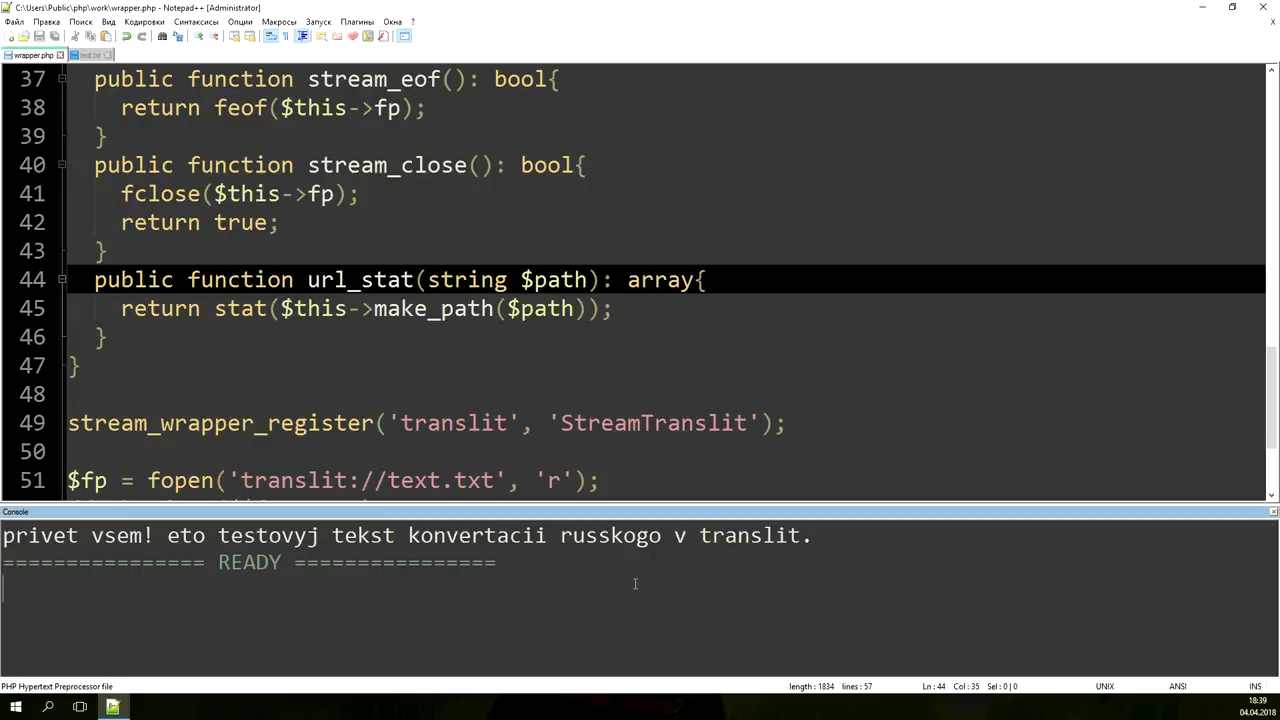 C:\Users\Public\php\work\wrapper.php - Notepad++ [Administrator]
Файл Правка Поиск Вид Кодировки Синтаксисы Опции Макросы Запуск Плагины Окна ?
X
wrapper.php text.txt
37 public function stream_eof(): bool{
38 return feof($this->fp);
39 }
40 public function stream_close(): bool{
41 fclose($this->fp);
42 return true;
43 }
44 public function url_stat(string $path): array{
45 return stat($this->make_path($path));
46 }
47 }
48
49 stream_wrapper_register('translit', 'StreamTranslit');
50
51 $fp = fopen('translit://text.txt', 'r');
Console
privet vsem! eto testovyj tekst konvertacii russkogo v translit.
================ READY ================
PHP Hypertext Preprocessor file length : 1834 lines : 57 Ln : 44 Col : 35 Sel : 0 | 0 UNIX ANSI INS
18:39
04.04.2018